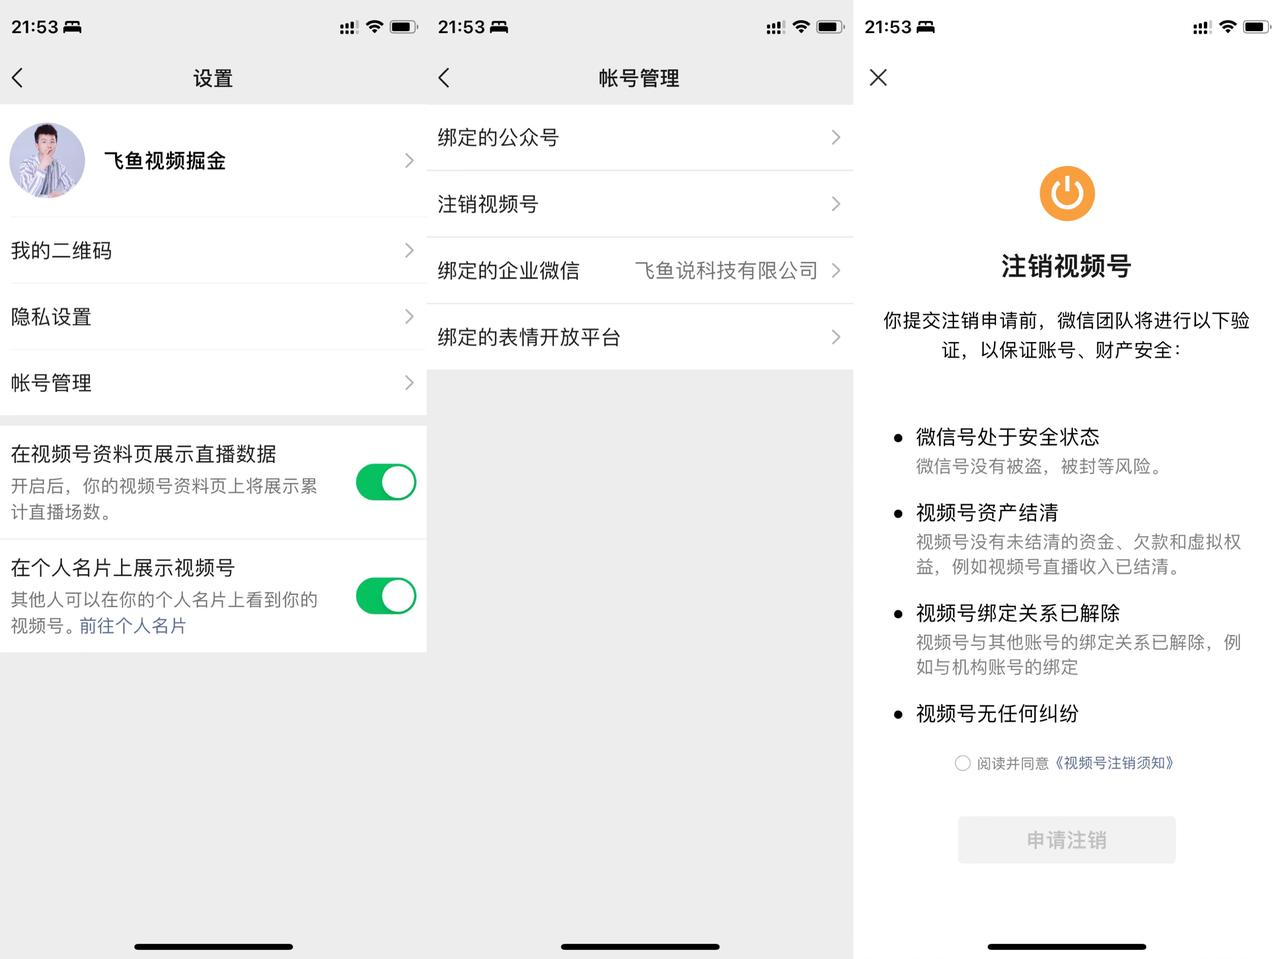 21:53
设置
飞鱼视频掘金
我的二维码
隐私设置
帐号管理
在视频号资料页展示直播数据
开启后，你的视频号资料页上将展示累
计直播场数。
在个人名片上展示视频号
其他人可以在你的个人名片上看到你的
视频号。前往个人名片
21:53
帐号管理
绑定的公众号
注销视频号
绑定的企业微信 飞鱼说科技有限公司
绑定的表情开放平台
21:53
注销视频号
你提交注销申请前，微信团队将进行以下验
证，以保证账号、财产安全：
• 微信号处于安全状态
微信号没有被盗，被封等风险。
• 视频号资产结清
视频号没有未结清的资金、欠款和虚拟权
益，例如视频号直播收入已结清。
• 视频号绑定关系已解除
视频号与其他账号的绑定关系已解除，例
如与机构账号的绑定
• 视频号无任何纠纷
阅读并同意《视频号注销须知》
申请注销